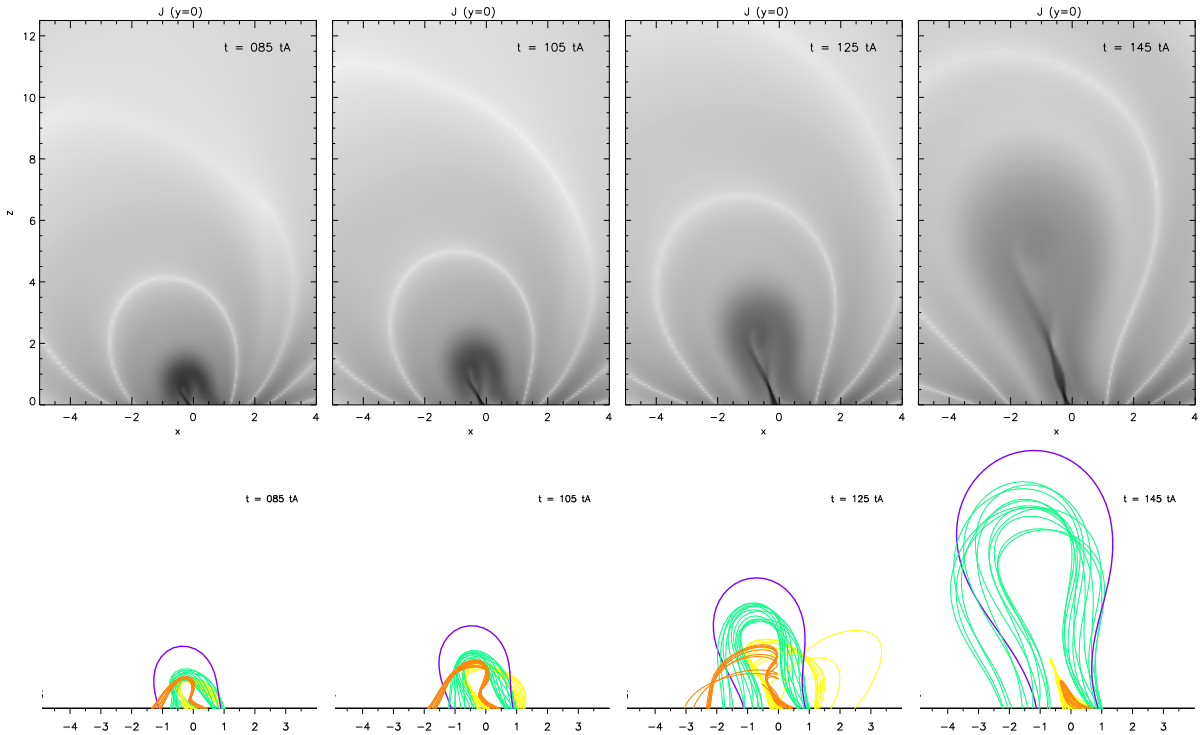 J (y=0) J (y=0) J (y=0) J (y=0)
t = 085 tA t = 105 tA t = 125 tA t = 145 tA
12
10
8
6
z
4
2
0
−4 −2 0 2 4 −4 −2 0 2 4 −4 −2 0 2 4 −4 −2 0 2 4
x x x x
t = 085 tA t = 105 tA t = 125 tA t = 145 tA
−4 −3 −2 −1 0 1 2 3 −4 −3 −2 −1 0 1 2 3 −4 −3 −2 −1 0 1 2 3 −4 −3 −2 −1 0 1 2 3